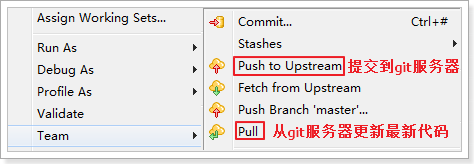 Assign Working Sets...
Run As
Debug As
Profile As
Validate
Team
Commit... Ctrl+#
Stashes
Push to Upstream 提交到git服务器
Fetch from Upstream
Push Branch 'master'...
Pull 从git服务器更新最新代码